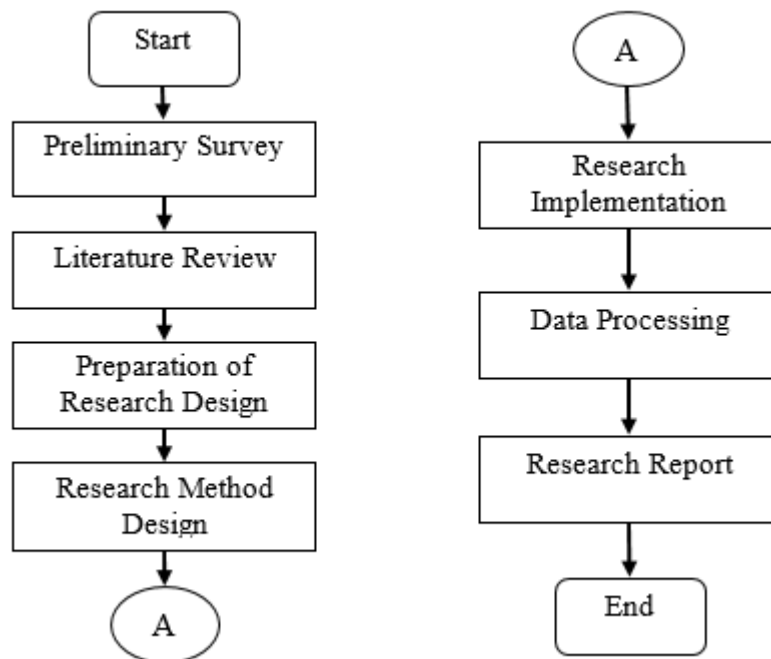 Start
Preliminary Survey
Literature Review
Preparation of
Research Design
Research Method
Design
A
A
Research
Implementation
Data Processing
Research Report
End